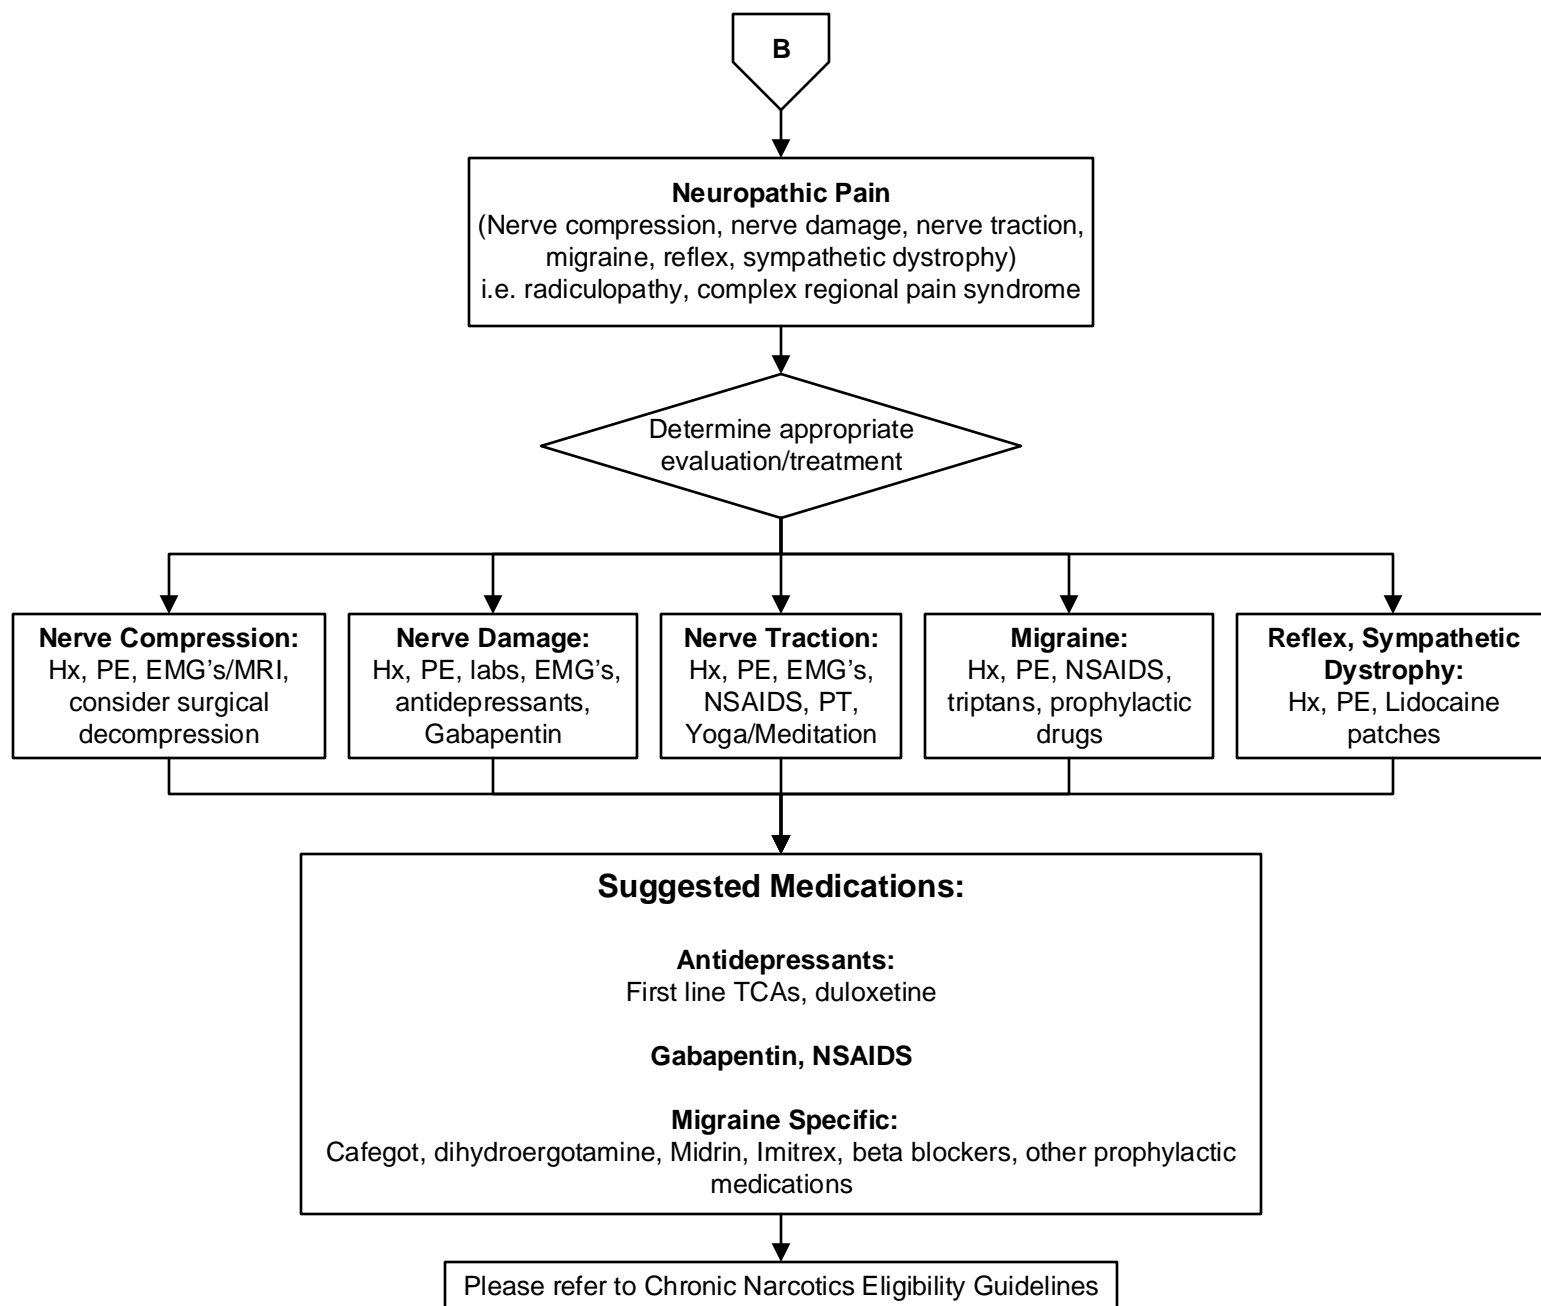 B
Neuropathic Pain
(Nerve compression, nerve damage, nerve traction,
migraine, reflex, sympathetic dystrophy)
i.e. radiculopathy, complex regional pain syndrome
Determine appropriate
evaluation/treatment
Nerve Compression:
Hx, PE, EMG’s/MRI,
consider surgical
decompression
Nerve Damage:
Hx, PE, labs, EMG’s,
antidepressants,
Gabapentin
Nerve Traction:
Hx, PE, EMG’s,
NSAIDS, PT,
Yoga/Meditation
Migraine:
Hx, PE, NSAIDS,
triptans, prophylactic
drugs
Reflex, Sympathetic
Dystrophy:
Hx, PE, Lidocaine
patches
Suggested Medications:
Antidepressants:
First line TCAs, duloxetine
Gabapentin, NSAIDS
Migraine Specific:
Cafegot, dihydroergotamine, Midrin, Imitrex, beta blockers, other prophylactic
medications
Please refer to Chronic Narcotics Eligibility Guidelines